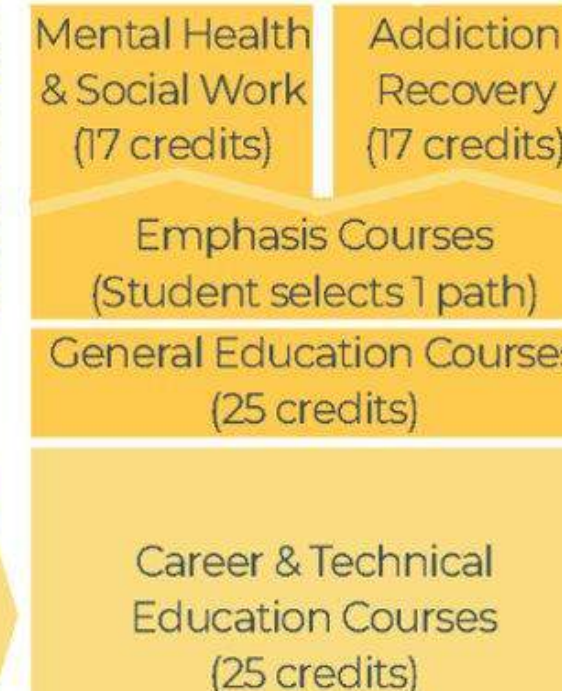 Mental Health
& Social Work
(17 credits)
Addiction
Recovery
(17 credits)
Emphasis Courses
(Student selects 1 path)
General Education Courses
(25 credits)
Career & Technical
Education Courses
(25 credits)